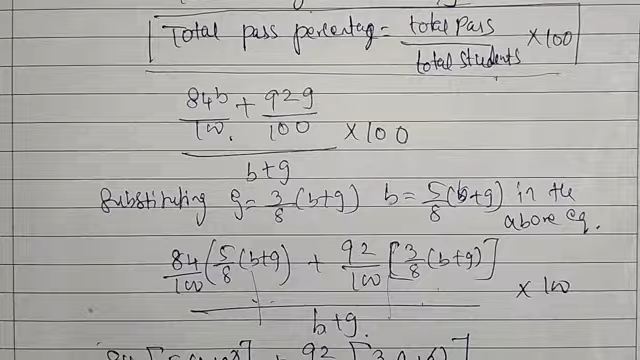 Total pass percentag = total pass / total students × 100
84b/100 + 92g/100 / b+g × 100
Substituting g = 3/8 (b+g) b = 5/8 (b+g) in the above eq.
84/100 (5/8 (b+g)) + 92/100 [3/8 (b+g)] / b+g. × 100